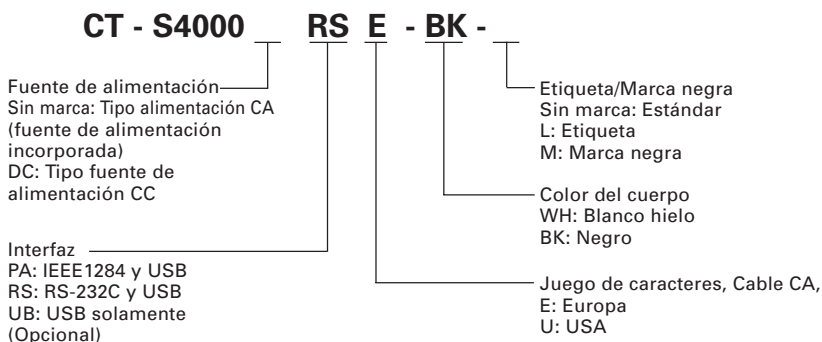 CT - S4000 __ RS E - BK - __
Fuente de alimentación
Sin marca: Tipo alimentación CA
(fuente de alimentación
incorporada)
DC: Tipo fuente de
alimentación CC
Interfaz
PA: IEEE1284 y USB
RS: RS-232C y USB
UB: USB solamente
(Opcional)
Etiqueta/Marca negra
Sin marca: Estándar
L: Etiqueta
M: Marca negra
Color del cuerpo
WH: Blanco hielo
BK: Negro
Juego de caracteres, Cable CA,
E: Europa
U: USA